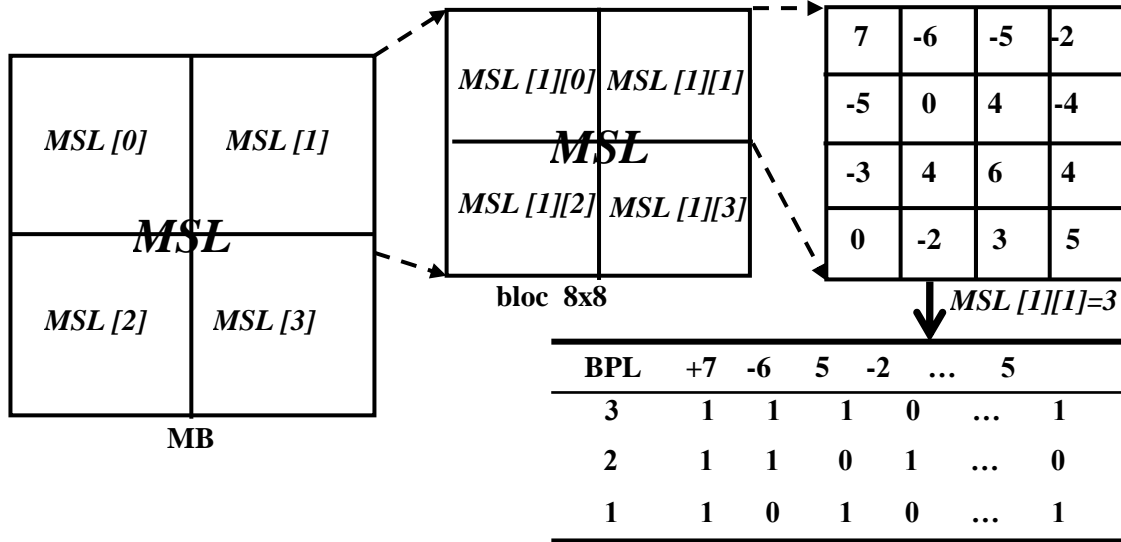 MSL [0] MSL [1]
MSL
MSL [2] MSL [3]
MB
MSL [1][0] MSL [1][1]
MSL
MSL [1][2] MSL [1][3]
bloc 8x8
7 -6 -5 -2
-5 0 4 -4
-3 4 6 4
0 -2 3 5
MSL [1][1]=3
BPL +7 -6 5 -2 ... 5
3 1 1 1 0 ... 1
2 1 1 0 1 ... 0
1 1 0 1 0 ... 1